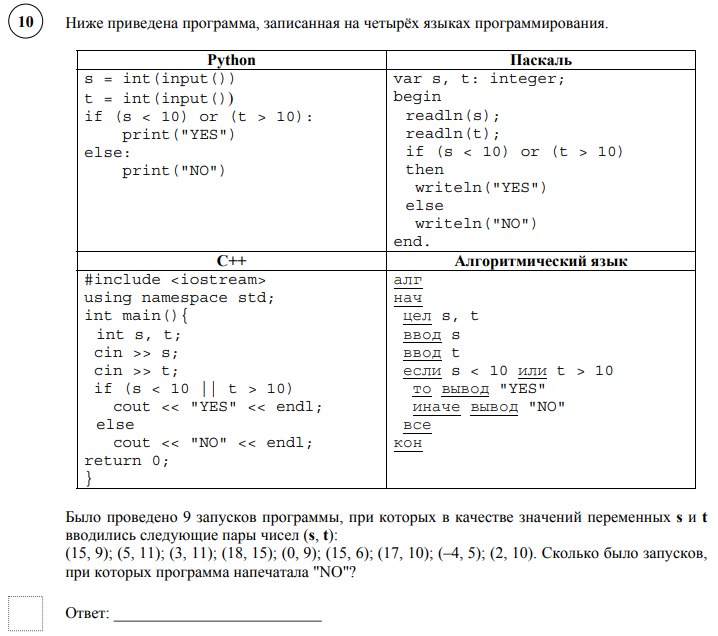 10
Ниже приведена программа, записанная на четырёх языках программирования.
Python
s = int(input())
t = int(input())
if (s < 10) or (t > 10):
    print("YES")
else:
    print("NO")
Паскаль
var s, t: integer;
begin
 readln(s);
 readln(t);
 if (s < 10) or (t > 10)
 then
  writeln("YES")
 else
  writeln("NO")
end.
C++
#include <iostream>
using namespace std;
int main(){
 int s, t;
 cin >> s;
 cin >> t;
 if (s < 10 || t > 10)
   cout << "YES" << endl;
 else
   cout << "NO" << endl;
return 0;
}
Алгоритмический язык
алг
нач
 цел s, t
 ввод s
 ввод t
 если s < 10 или t > 10
  то вывод "YES"
  иначе вывод "NO"
 все
кон
Было проведено 9 запусков программы, при которых в качестве значений переменных s и t
вводились следующие пары чисел (s, t):
(15, 9); (5, 11); (3, 11); (18, 15); (0, 9); (15, 6); (17, 10); (–4, 5); (2, 10). Сколько было запусков,
при которых программа напечатала "NO"?
Ответ: ___________________________